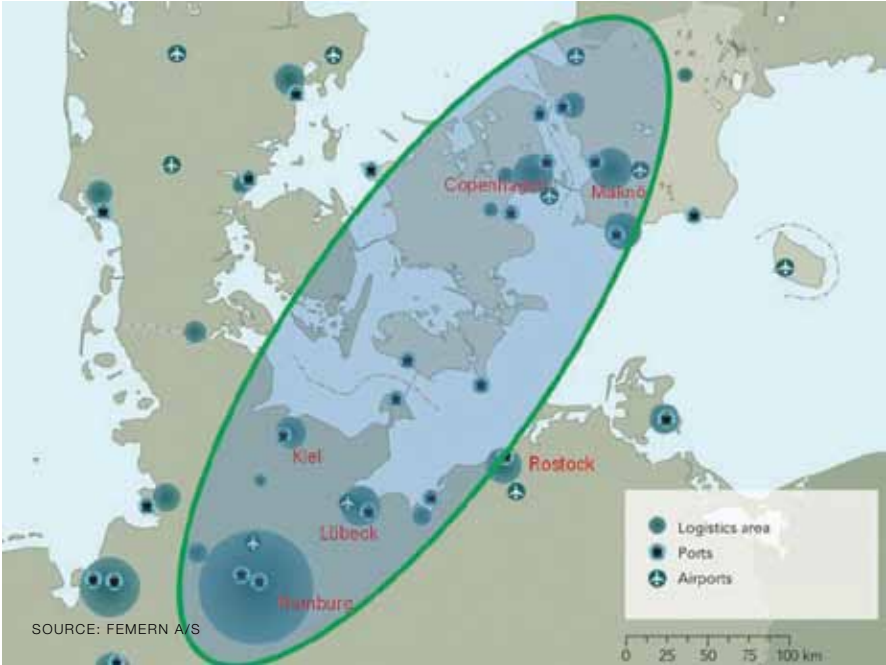 Copenhagen
Malmö
Kiel
Rostock
Lübeck
Hamburg
Logistics area
Ports
Airports
SOURCE: FEMERN A/S
0 25 50 75 100 km